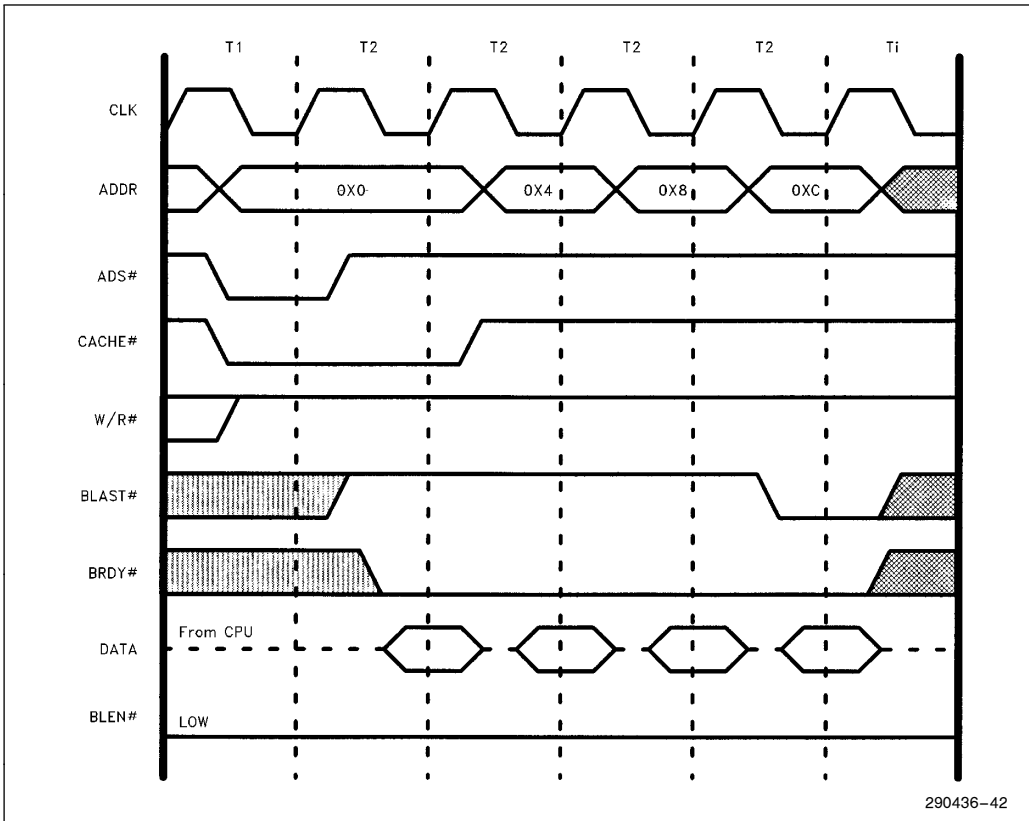 T1 T2 T2 T2 T2 Ti
CLK
ADDR 0X0 0X4 0X8 0XC
ADS#
CACHE#
W/R#
BLAST#
BRDY#
From CPU
DATA
BLEN# LOW
290436-42